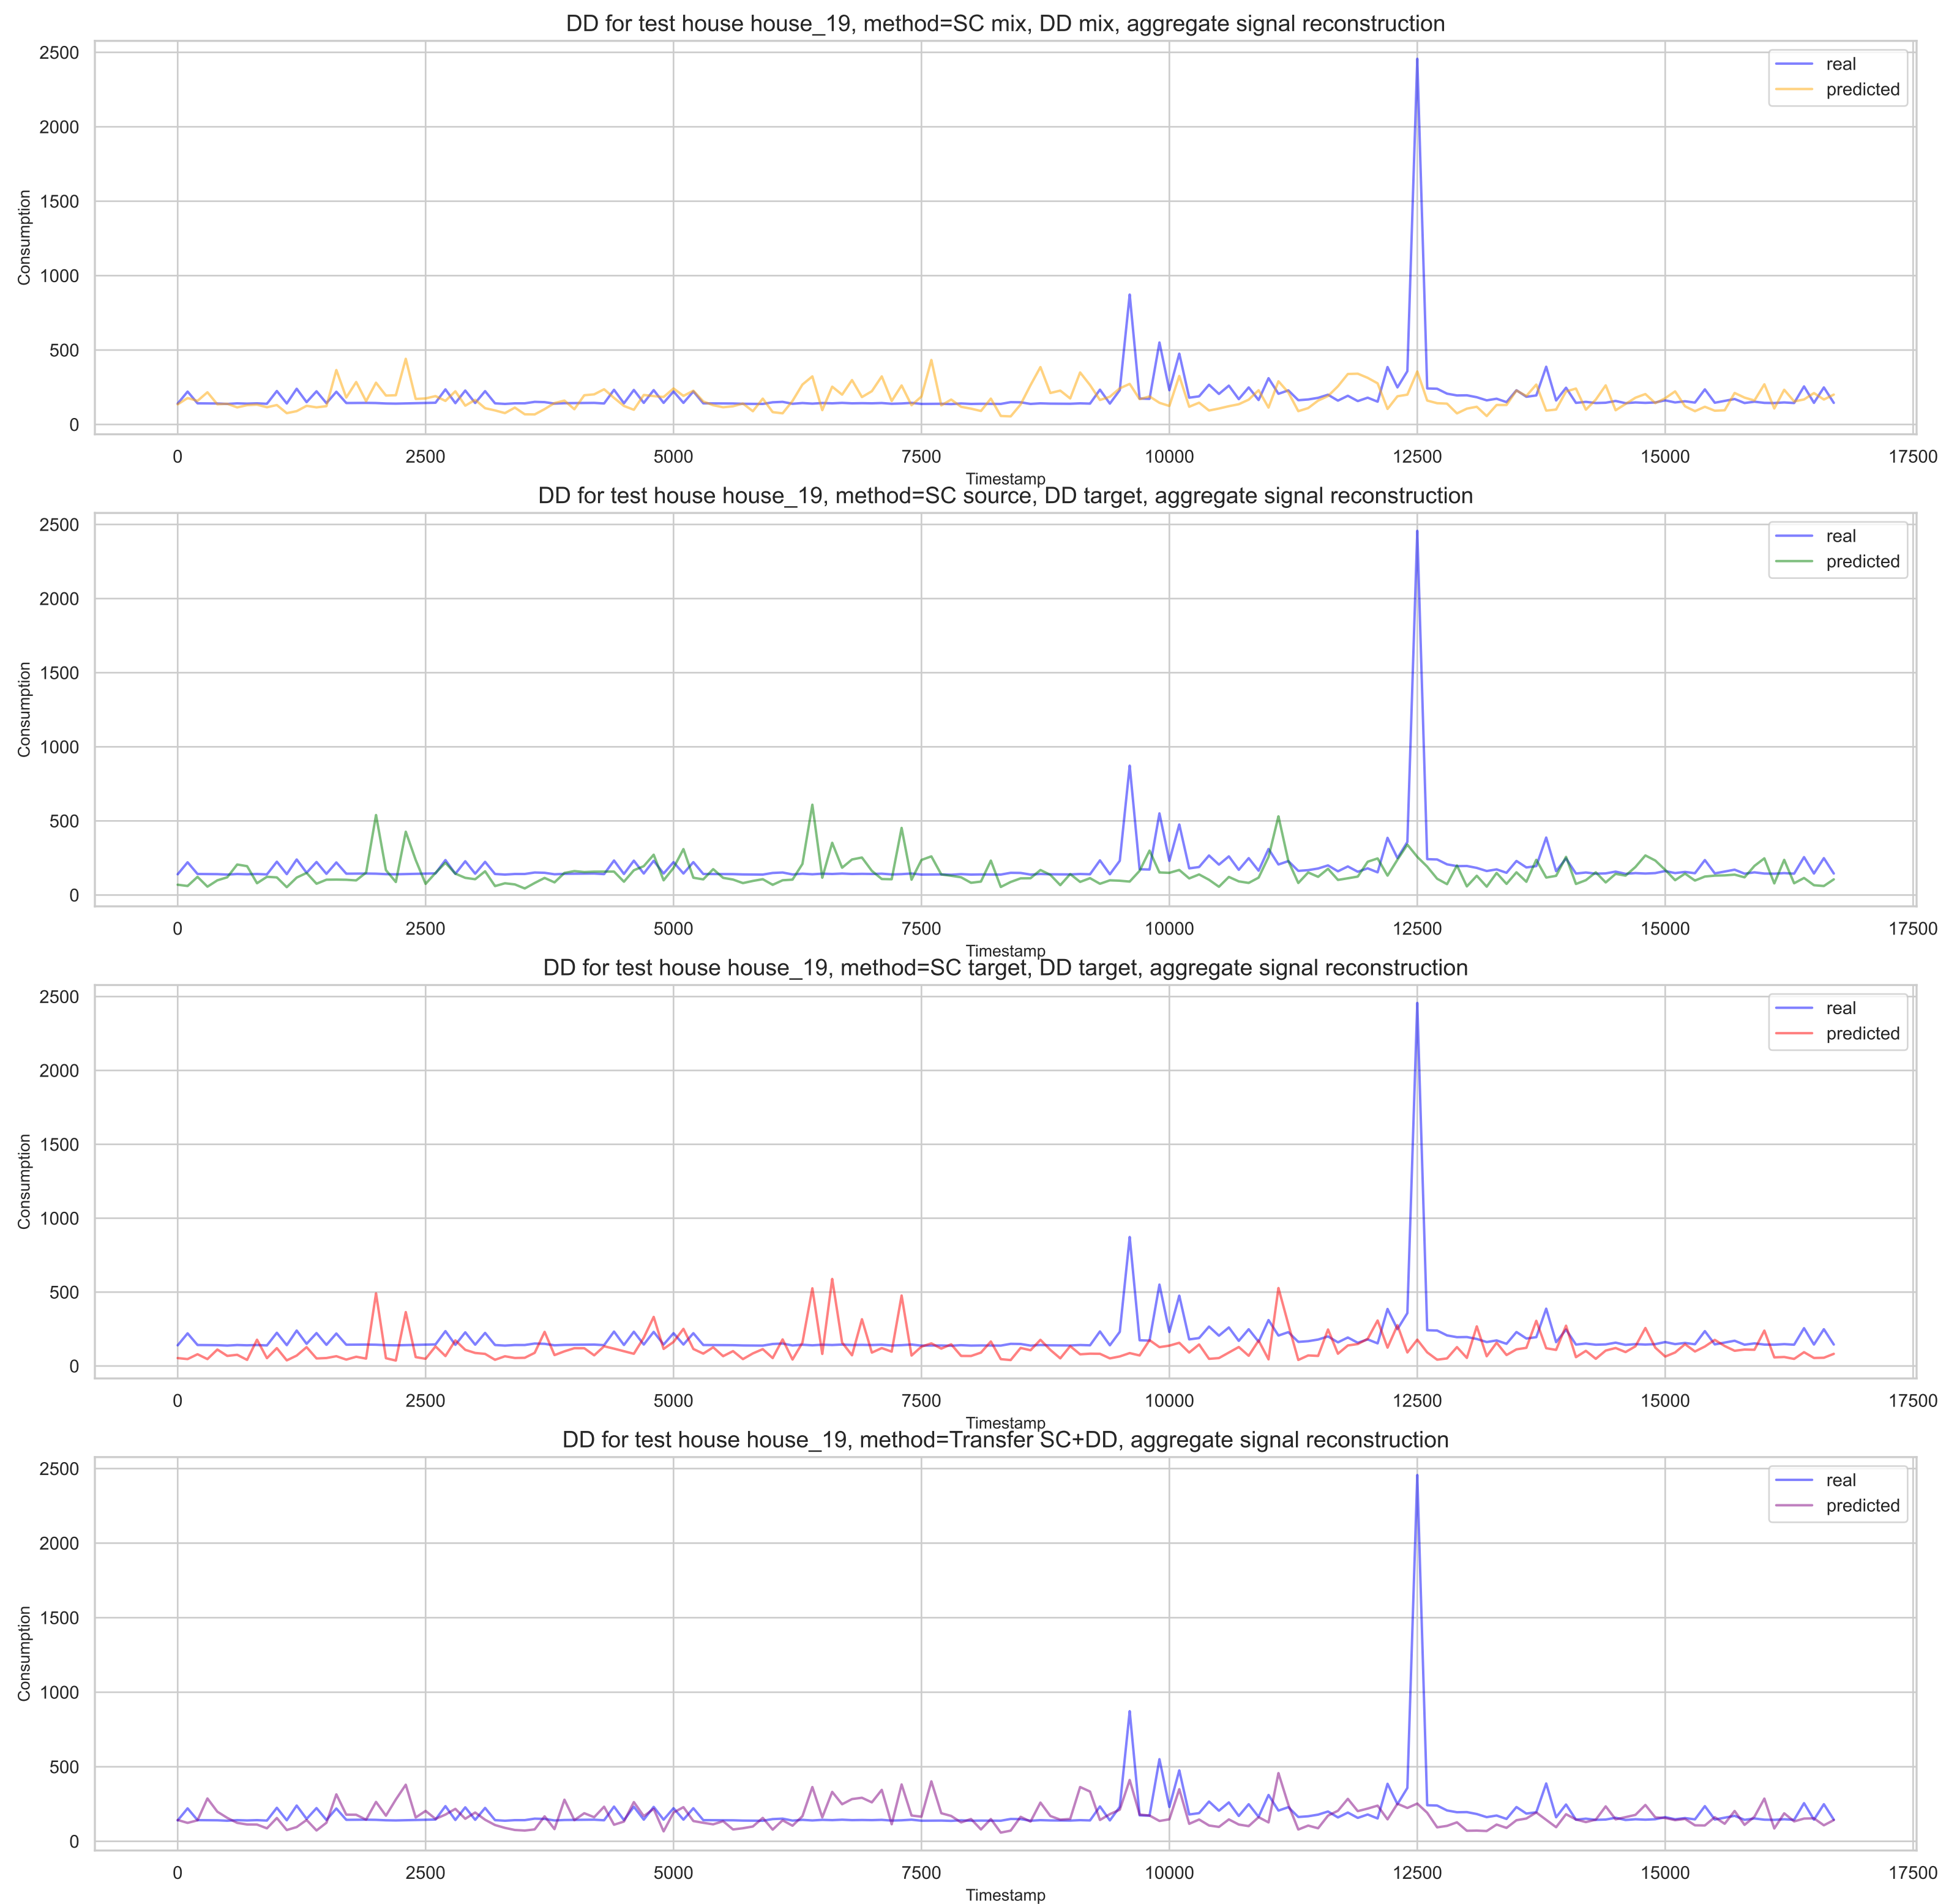 DD for test house house_19, method=SC mix, DD mix, aggregate signal reconstruction
2500
2000
1500
1000
500
0
Consumption
real
predicted
0 2500 5000 7500 10000 12500 15000 17500
Timestamp
DD for test house house_19, method=SC source, DD target, aggregate signal reconstruction
2500
2000
1500
1000
500
0
Consumption
real
predicted
0 2500 5000 7500 10000 12500 15000 17500
Timestamp
DD for test house house_19, method=SC target, DD target, aggregate signal reconstruction
2500
2000
1500
1000
500
0
Consumption
real
predicted
0 2500 5000 7500 10000 12500 15000 17500
Timestamp
DD for test house house_19, method=Transfer SC+DD, aggregate signal reconstruction
2500
2000
1500
1000
500
0
Consumption
real
predicted
0 2500 5000 7500 10000 12500 15000 17500
Timestamp